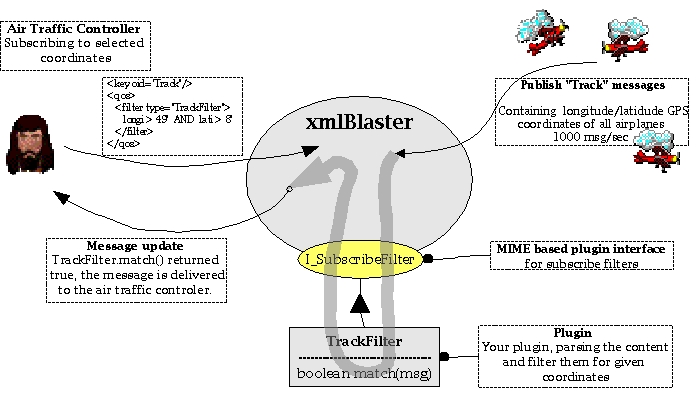 Air Traffic Controller
Subscribing to selected
coordinates
<key oid="Track"/>
<qos>
<filter type="TrackFilter">
longi > 49° AND lati > 8°
</filter>
</qos>
Publish "Track" messages
Containing longitude/latidude GPS
coordinates of all airplanes
1000 msg/sec
xmlBlaster
Message update
TrackFilter.match() returned
true, the message is delivered
to the air traffic controler.
I_SubscribeFilter
MIME based plugin interface
for subscribe filters
TrackFilter
boolean match(msg)
Plugin
Your plugin, parsing the content
and filter them for given
coordinates